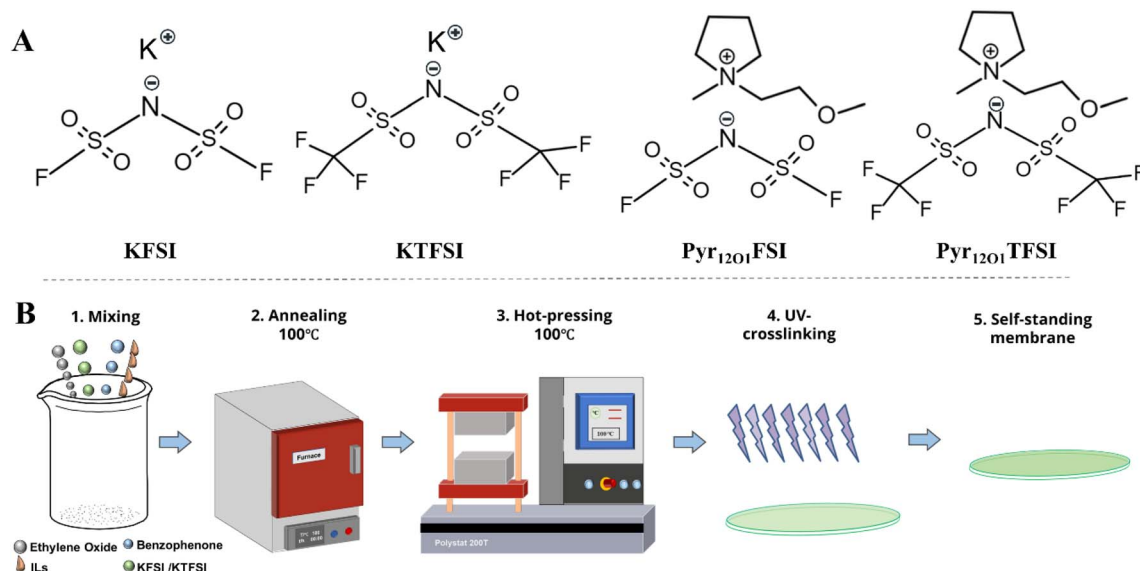 A
K⊕
⊖
N
S
S
O
O
O
O
F
F
K⊕
⊖
N
O
O
S
S
O
O
F
F
F
F
F
F
⊕
N
O
⊖
N
O
O
S
S
O
O
F
F
⊕
N
O
⊖
N
O
O
S
S
O
O
F
F
F
F
F
F
KFSI
KTFSI
Pyr₁₂O₁FSI
Pyr₁₂O₁TFSI
B
1. Mixing
2. Annealing
100℃
3. Hot-pressing
100℃
4. UV-
crosslinking
5. Self-standing
membrane
Furnace
℃
100℃
Polystat 200T
Ethylene Oxide
Benzophenone
ILs
KFSI /KTFSI